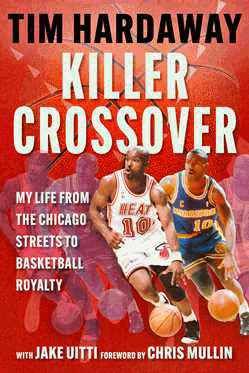 TIM HARDAWAY
KILLER
CROSSOVER
MY LIFE FROM
THE CHICAGO
STREETS TO
BASKETBALL
ROYALTY
HEAT
10
10
WITH JAKE UITTI FOREWORD BY CHRIS MULLIN